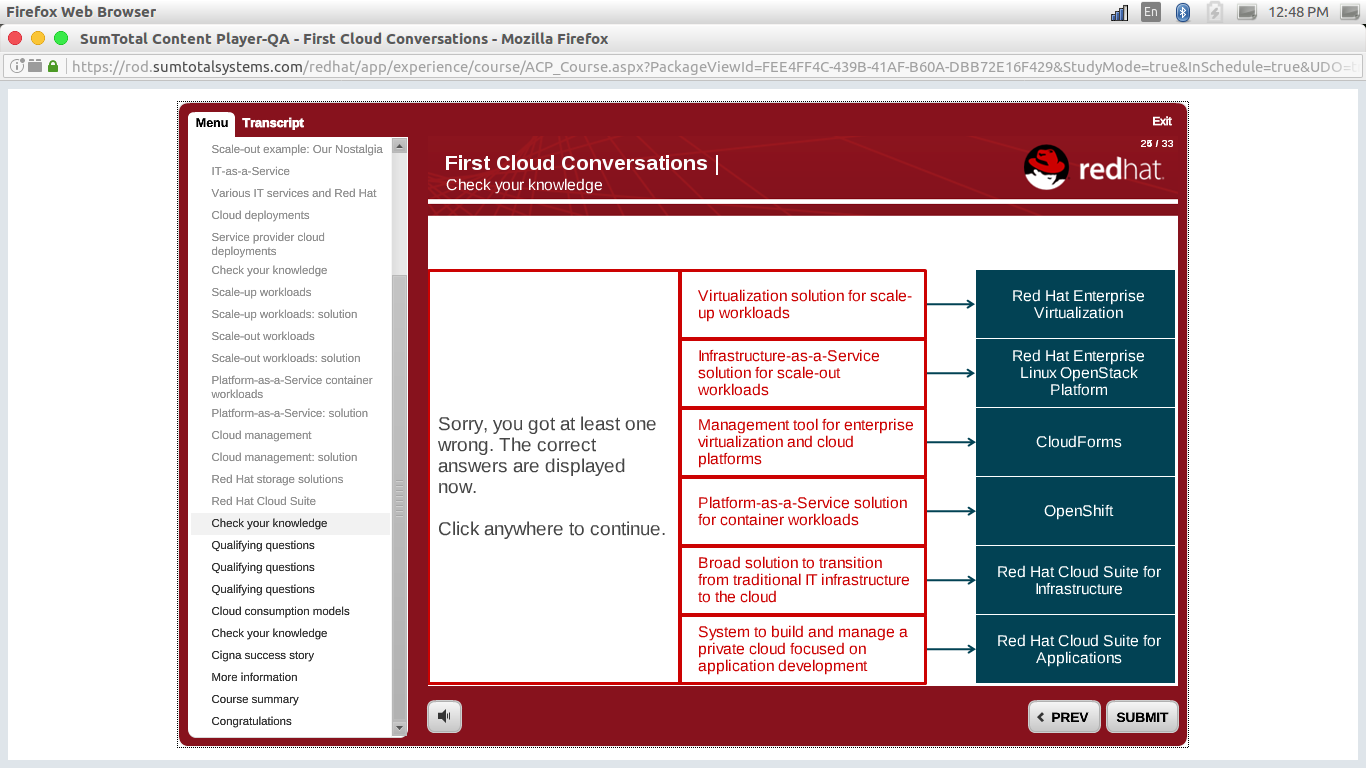 Firefox Web Browser
En
12:48 PM
SumTotal Content Player-QA - First Cloud Conversations - Mozilla Firefox
https://rod.sumtotalsystems.com/redhat/app/experience/course/ACP_Course.aspx?PackageViewId=FEE4FF4C-439B-41AF-B60A-DBB72E16F429&StudyMode=true&InSchedule=true&UDO=
Menu
Transcript
Exit
Scale-out example: Our Nostalgia
IT-as-a-Service
Various IT services and Red Hat
Cloud deployments
Service provider cloud
deployments
Check your knowledge
Scale-up workloads
Scale-up workloads: solution
Scale-out workloads
Scale-out workloads: solution
Platform-as-a-Service container
workloads
Platform-as-a-Service: solution
Cloud management
Cloud management: solution
Red Hat storage solutions
Red Hat Cloud Suite
Check your knowledge
Qualifying questions
Qualifying questions
Qualifying questions
Cloud consumption models
Check your knowledge
Cigna success story
More information
Course summary
Congratulations
/ 33
First Cloud Conversations |
Check your knowledge
redhat.
Sorry, you got at least one
wrong. The correct
answers are displayed
now.
Click anywhere to continue.
Virtualization solution for scale-
up workloads
Red Hat Enterprise
Virtualization
Infrastructure-as-a-Service
solution for scale-out
workloads
Red Hat Enterprise
Linux OpenStack
Platform
Management tool for enterprise
virtualization and cloud
platforms
CloudForms
Platform-as-a-Service solution
for container workloads
OpenShift
Broad solution to transition
from traditional IT infrastructure
to the cloud
Red Hat Cloud Suite for
Infrastructure
System to build and manage a
private cloud focused on
application development
Red Hat Cloud Suite for
Applications
PREV
SUBMIT